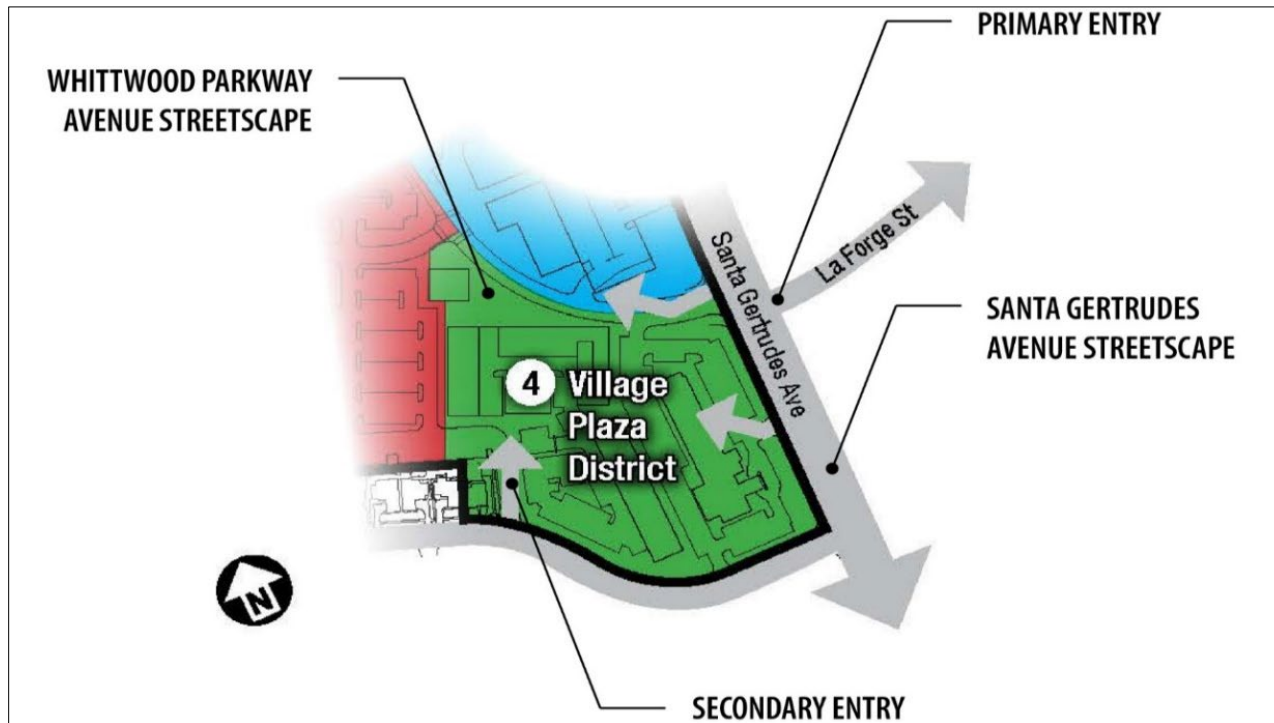 PRIMARY ENTRY
WHITTWOOD PARKWAY
AVENUE STREETSCAPE
La Forge St
Santa Gertrudes Ave
SANTA GERTRUDES
AVENUE STREETSCAPE
4 Village
Plaza
District
N
SECONDARY ENTRY